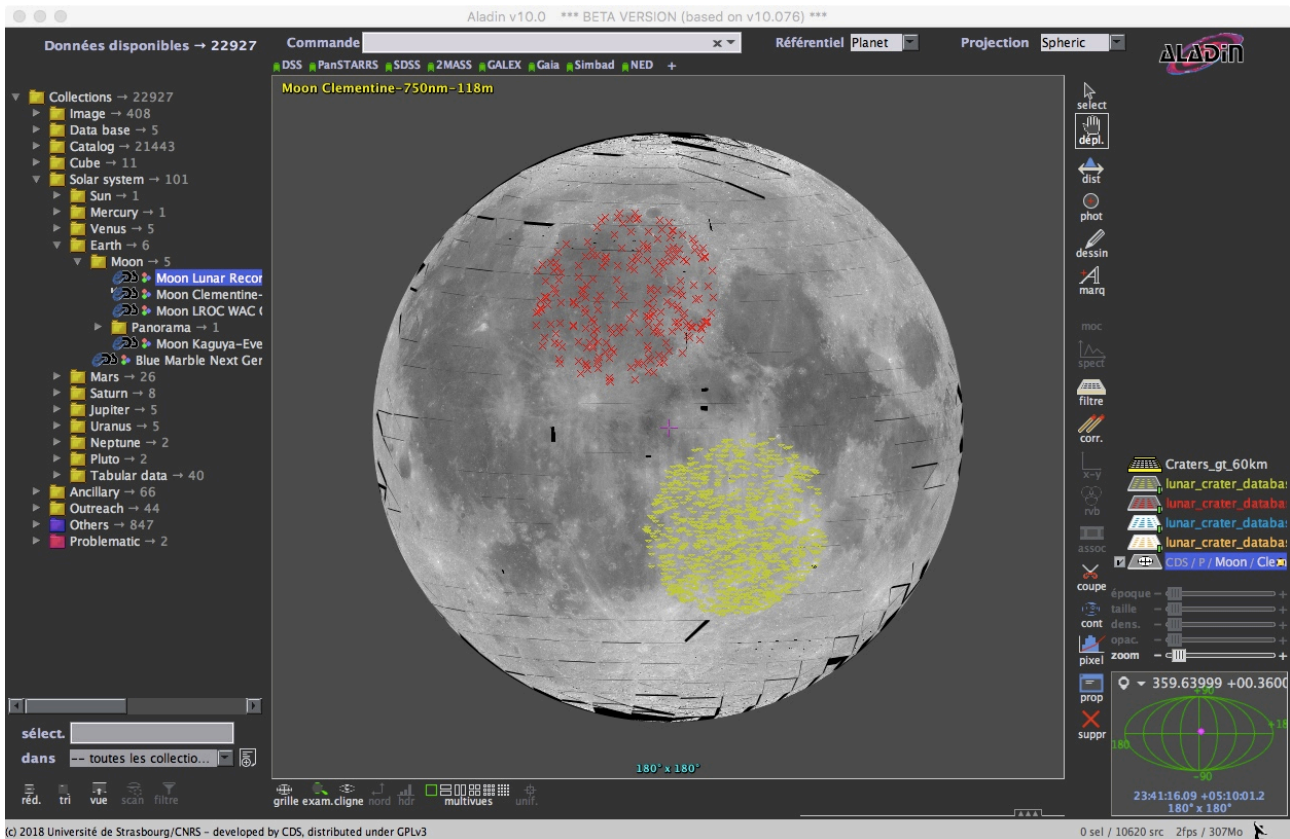 Aladin v10.0 *** BETA VERSION (based on v10.076) ***
Données disponibles → 22927
Commande
Référentiel Planet
Projection Spheric
ALADIN
DSS PanSTARRS SDSS 2MASS GALEX Gaia Simbad NED +
Moon Clementine-750nm-118m
Collections → 22927
Image → 408
Data base → 5
Catalog → 21443
Cube → 11
Solar system → 101
Sun → 1
Mercury → 1
Venus → 5
Earth → 6
Moon → 5
Moon Lunar Recor
Moon Clementine-
Moon LROC WAC
Panorama → 1
Moon Kaguya-Eve
Blue Marble Next Ger
Mars → 26
Saturn → 8
Jupiter → 5
Uranus → 5
Neptune → 2
Pluto → 2
Tabular data → 40
Ancillary → 66
Outreach → 44
Others → 847
Problematic → 2
select
dépl.
dist
phot
dessin
marq
moc
spect
filtre
corr.
x-y
rvb
assoc
coupe
cont
pixel
prop
suppr
Craters_gt_60km
lunar_crater_databa
lunar_crater_databa
lunar_crater_databa
lunar_crater_databa
CDS / P / Moon / Cle
époque - +
taille - +
dens. - +
opac. - +
zoom - +
359.63999 +00.3600
+90
180
+18
-90
23:41:16.09 +05:10:01.2
180° x 180°
sélect.
dans -- toutes les collectio...
180° x 180°
réd. tri vue scan filtre
grille exam.cligne nord hdr multivues unif.
(c) 2018 Université de Strasbourg/CNRS - developed by CDS, distributed under GPLv3
0 sel / 10620 src 2fps / 307Mo